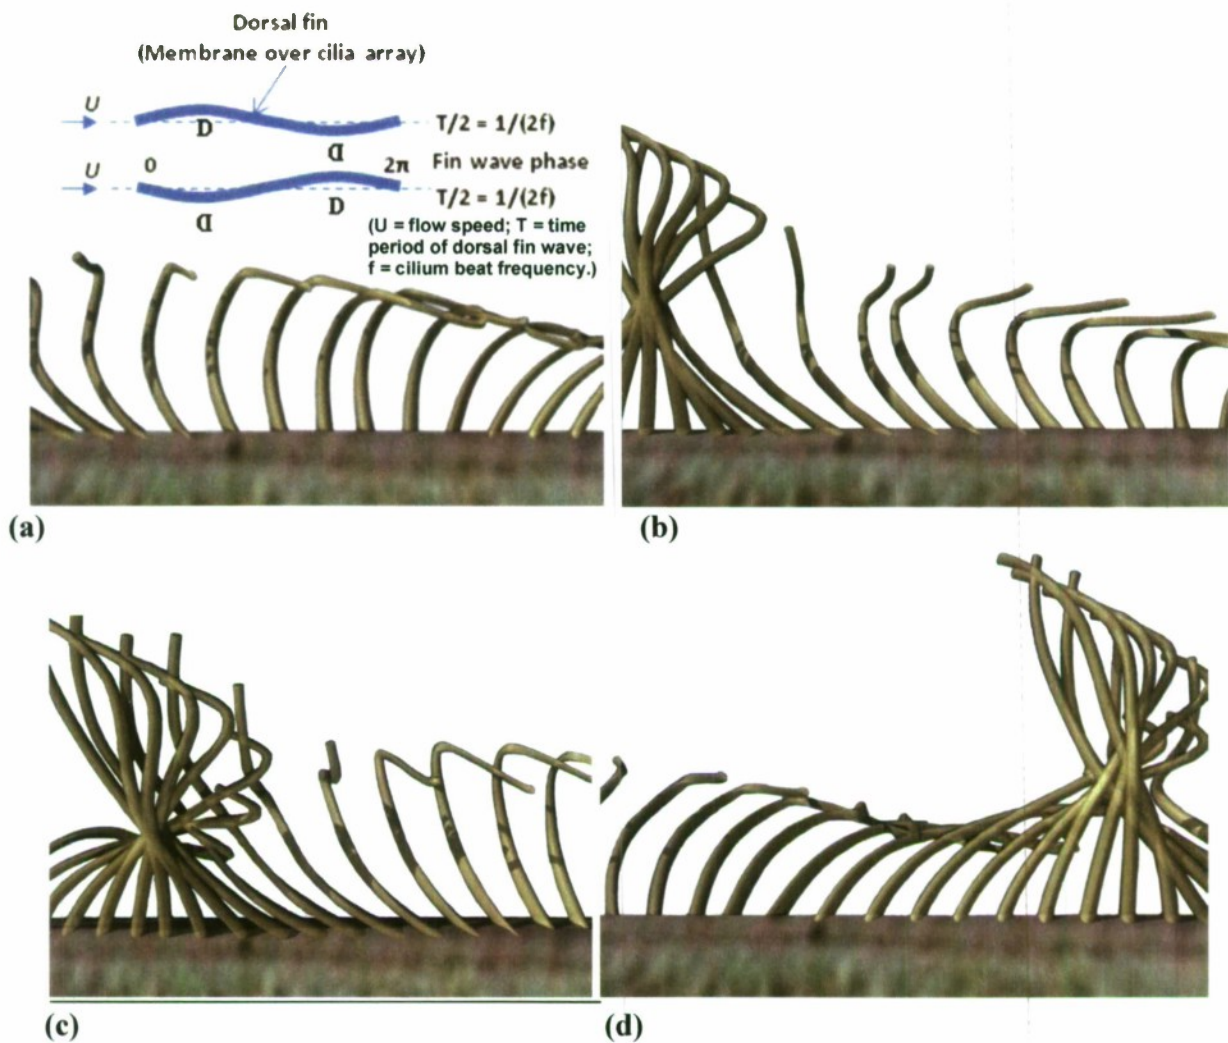 Dorsal fin
(Membrane over cilia array)
U
D
T/2 = 1/(2f)
D
U
0
2π
Fin wave phase
D
T/2 = 1/(2f)
D
(U = flow speed; T = time
period of dorsal fin wave;
f = cilium beat frequency.)
(a)
(b)
(c)
(d)